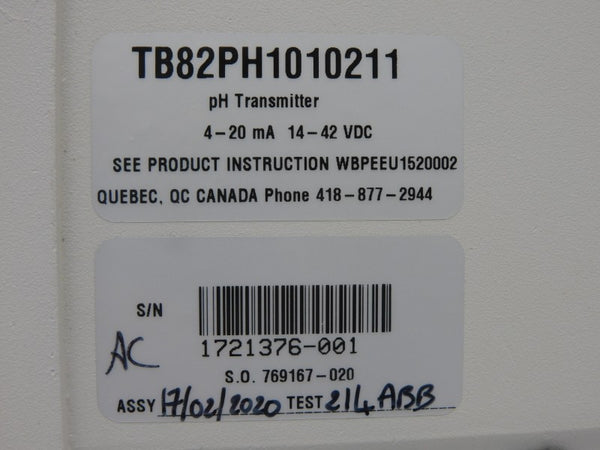 TB82PH1010211
pH Transmitter
4-20 mA 14-42 VDC
SEE PRODUCT INSTRUCTION WBPEEU1520002
QUEBEC, QC CANADA Phone 418-877-2944
S/N
AC
1721376-001
S.O. 769167-020
ASSY 17/02/2020 TEST 214 ABB